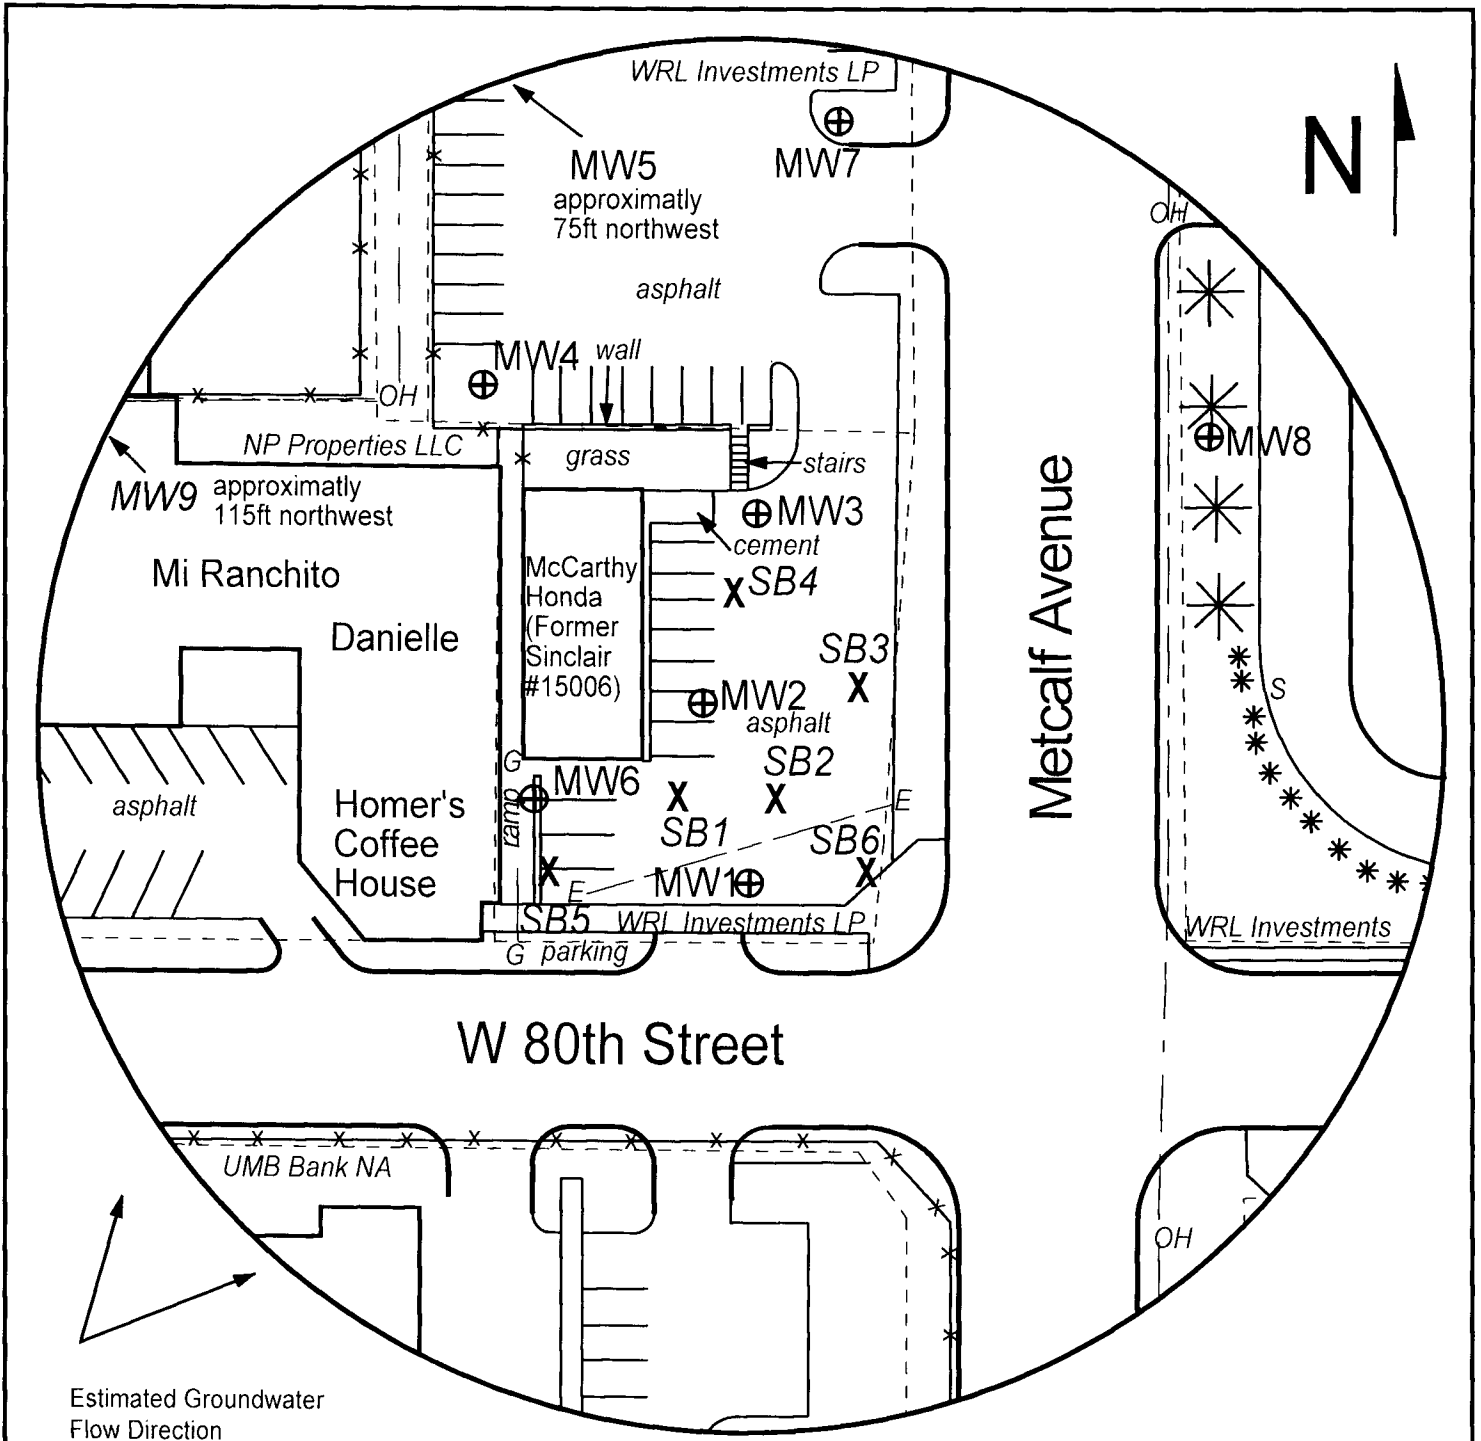 WRL Investments LP
N
MW5
approximatly
75ft northwest
MW7
OH
asphalt
MW4
wall
OH
NP Properties LLC
grass
stairs
MW8
MW9
approximatly
115ft northwest
MW3
cement
Mi Ranchito
McCarthy
Honda
(Former
Sinclair
#15006)
SB4
Danielle
SB3
Metcalf Avenue
S
MW2
asphalt
G
MW6
SB2
asphalt
ramp
Homer's
Coffee
House
SB1
E
SB6
E
MW1
SB5
WRL Investments LP
WRL Investments
G
parking
W 80th Street
UMB Bank NA
OH
Estimated Groundwater
Flow Direction